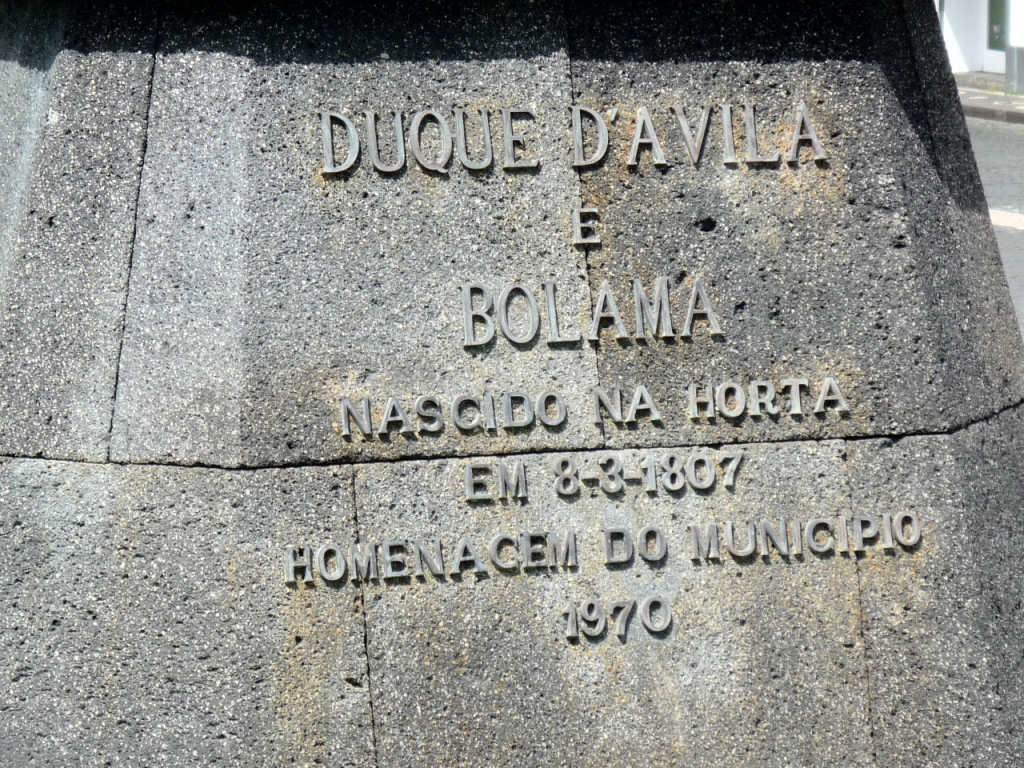 DUQUE D'AVILA
E
BOLAMA
NASCIDO NA HORTA
EM 8-3-1807
HOMENAGEM DO MUNICIPIO
1970